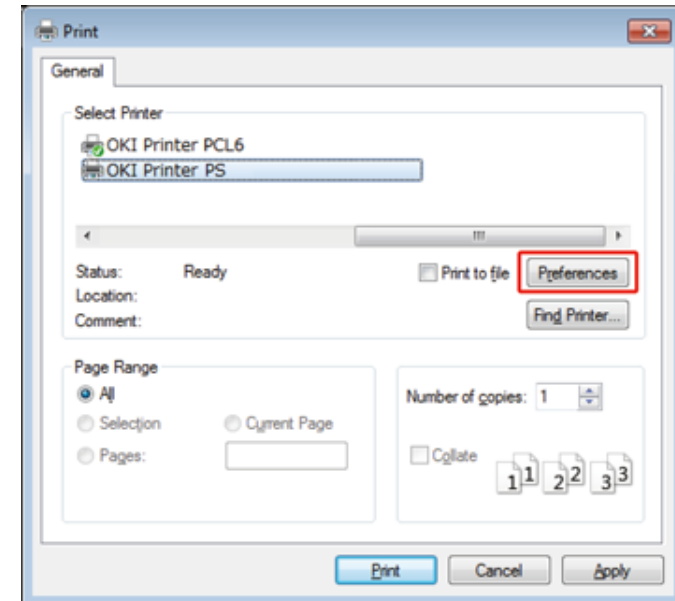 Print
General
Select Printer
OKI Printer PCL6
OKI Printer PS
Status: Ready
Print to file
Preferences
Location:
Comment:
Find Printer...
Page Range
All
Selection
Current Page
Pages:
Number of copies: 1
Collate
1 1 2 2 3 3
Print
Cancel
Apply